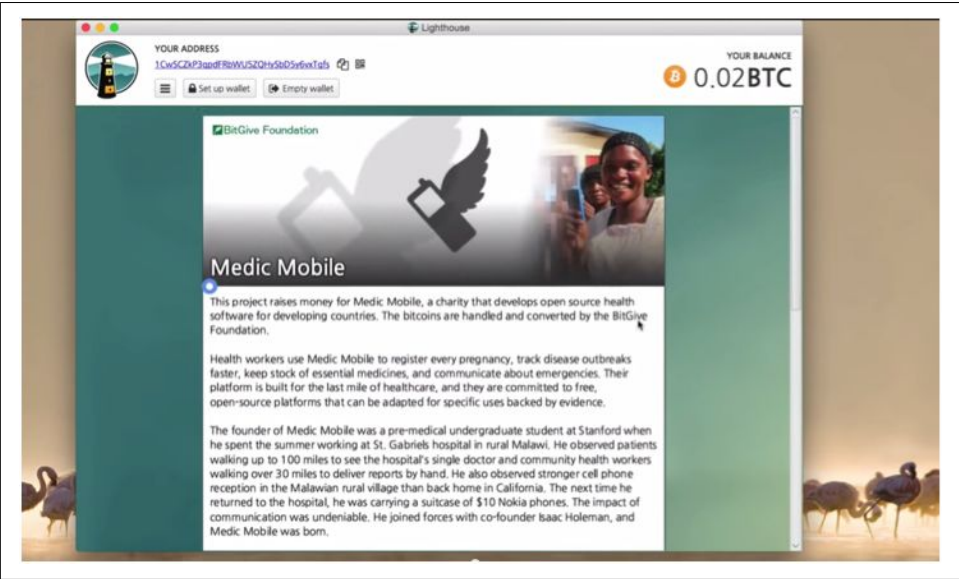 Lighthouse
YOUR ADDRESS
YOUR BALANCE
0.02BTC
Set up wallet
Empty wallet
BitGive Foundation
Medic Mobile
This project raises money for Medic Mobile, a charity that develops open source health
software for developing countries. The bitcoins are handled and converted by the BitGive
Foundation.
Health workers use Medic Mobile to register every pregnancy, track disease outbreaks
faster, keep stock of essential medicines, and communicate about emergencies. Their
platform is built for the last mile of healthcare, and they are committed to free,
open-source platforms that can be adapted for specific uses backed by evidence.
The founder of Medic Mobile was a pre-medical undergraduate student at Stanford when
he spent the summer working at St. Gabriels hospital in rural Malawi. He observed patients
walking up to 100 miles to see the hospital's single doctor and community health workers
walking over 30 miles to deliver reports by hand. He also observed stronger cell phone
reception in the Malawian rural village than back home in California. The next time he
returned to the hospital, he was carrying a suitcase of $10 Nokia phones. The impact of
communication was undeniable. He joined forces with co-founder Isaac Holeman, and
Medic Mobile was born.